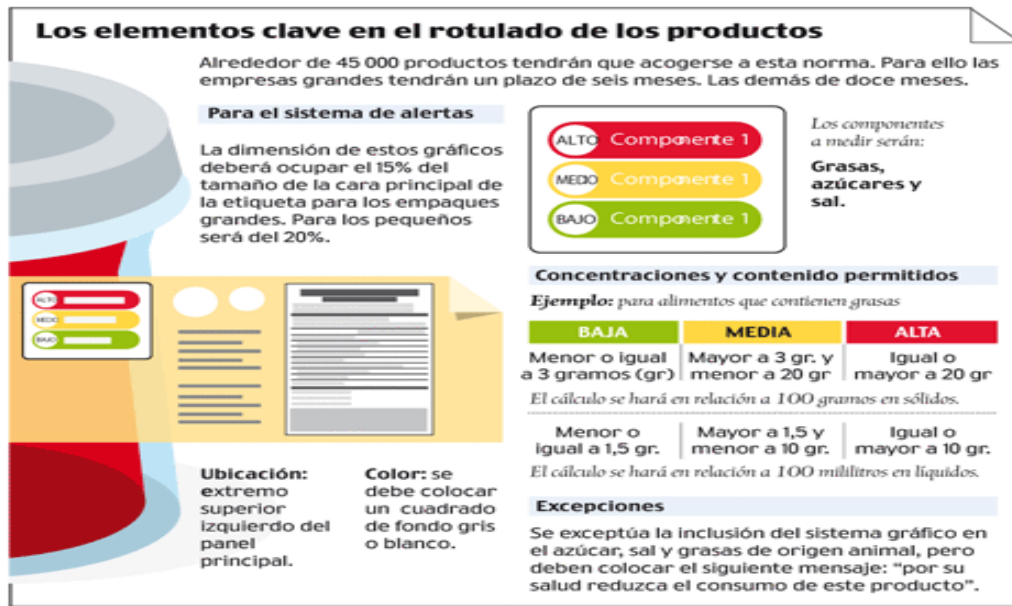 Los elementos clave en el rotulado de los productos
Alrededor de 45 000 productos tendrán que acogerse a esta norma. Para ello las
empresas grandes tendrán un plazo de seis meses. Las demás de doce meses.
Para el sistema de alertas
La dimensión de estos gráficos
deberá ocupar el 15% del
tamaño de la cara principal de
la etiqueta para los empaques
grandes. Para los pequeños
será del 20%.
ALTO Componente 1
MEDIO Componente 1
BAJO Componente 1
Los componentes
a medir serán:
Grasas,
azúcares y
sal.
ALTO
MEDIO
BAJO
Ubicación:
extremo
superior
izquierdo del
panel
principal.
Color: se
debe colocar
un cuadrado
de fondo gris
o blanco.
Concentraciones y contenido permitidos
Ejemplo: para alimentos que contienen grasas
BAJA MEDIA ALTA
Menor o igual Mayor a 3 gr. y Igual o
a 3 gramos (gr) menor a 20 gr mayor a 20 gr
El cálculo se hará en relación a 100 gramos en sólidos.
Menor o Mayor a 1,5 y Igual o
igual a 1,5 gr. menor a 10 gr. mayor a 10 gr.
El cálculo se hará en relación a 100 mililitros en líquidos.
Excepciones
Se exceptúa la inclusión del sistema gráfico en
el azúcar, sal y grasas de origen animal, pero
deben colocar el siguiente mensaje: “por su
salud reduzca el consumo de este producto”.